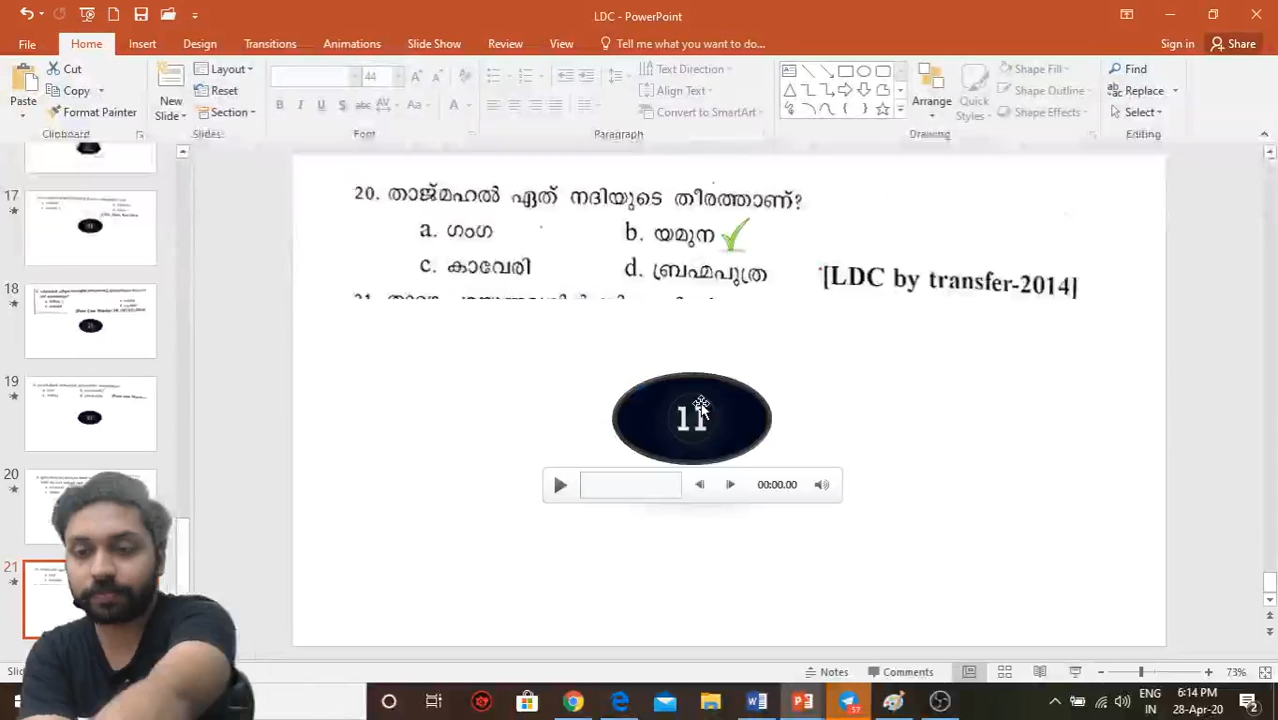 LDC - PowerPoint
File Home Insert Design Transitions Animations Slide Show Review View Tell me what you want to do... Sign in Share
Cut Layout 44 Text Direction Shape Fill Find
Paste Copy New Slide Reset Align Text Arrange Quick Styles Shape Outline Replace
Format Painter Section Convert to SmartArt Shape Effects Select
Clipboard Slides Font Paragraph Drawing Editing
17
18
19
20
21
20. താജ്മഹൽ ഏത് നദിയുടെ തീരത്താണ്?
a. ഗംഗ b. യമുന
c. കാവേരി d. ബ്രഹ്മപുത്ര [LDC by transfer-2014]
11
00:00.00
Notes Comments 73%
57 ENG IN 6:14 PM 28-Apr-20 2